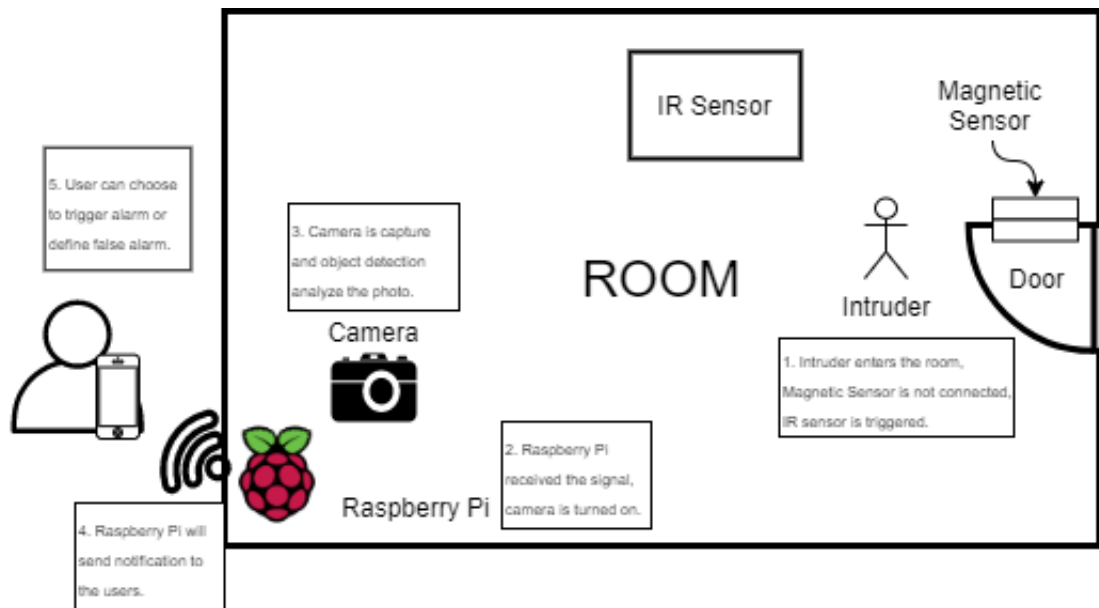 IR Sensor
Magnetic
Sensor
5. User can choose
to trigger alarm or
define false alarm.
3. Camera is capture
and object detection
analyze the photo.
ROOM
Door
Intruder
Camera
1. Intruder enters the room,
Magnetic Sensor is not connected,
IR sensor is triggered.
2. Raspberry Pi
received the signal,
camera is turned on.
Raspberry Pi
4. Raspberry Pi will
send notification to
the users.